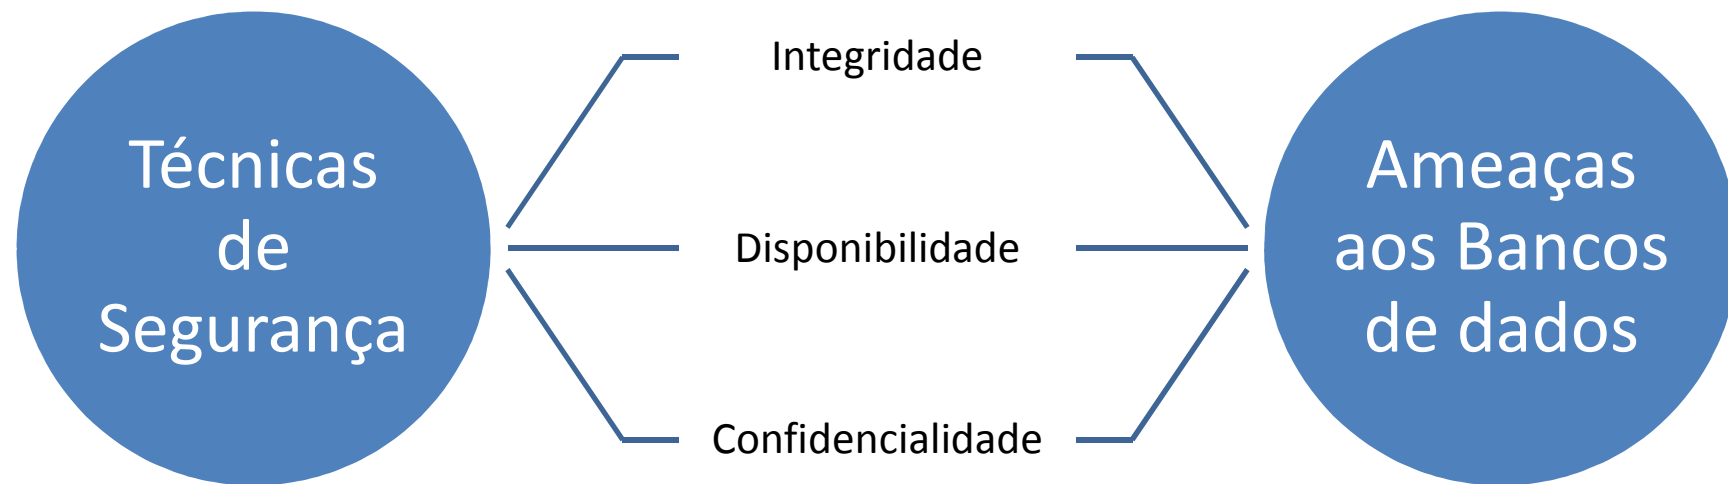 Técnicas
de
Segurança
Integridade
Disponibilidade
Confidencialidade
Ameaças
aos Bancos
de dados